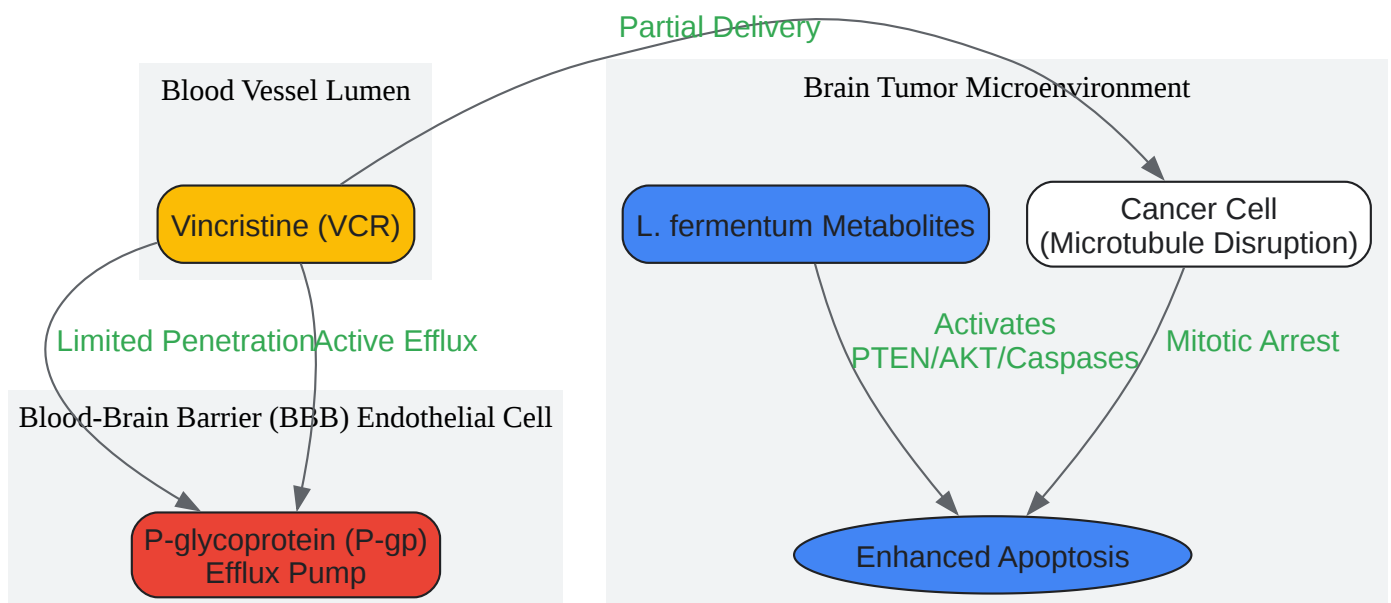 Partial Delivery
Blood Vessel Lumen
Brain Tumor Microenvironment
Vincristine (VCR)
L. fermentum Metabolites
Cancer Cell
(Microtubule Disruption)
Limited Penetration
Active Efflux
Activates
PTEN/AKT/Caspases
Mitotic Arrest
Blood-Brain Barrier (BBB) Endothelial Cell
P-glycoprotein (P-gp)
Efflux Pump
Enhanced Apoptosis